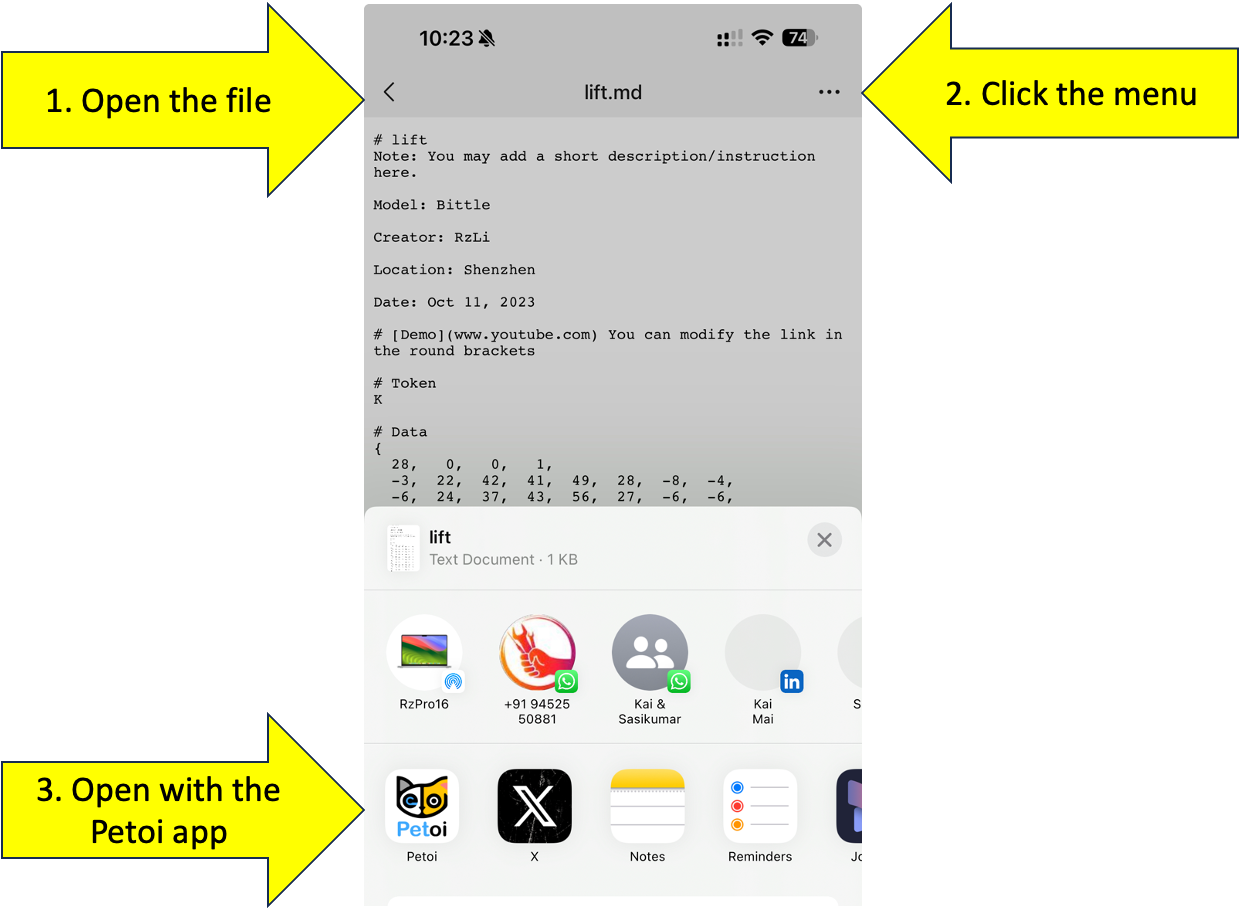 1. Open the file
2. Click the menu
10:23
74
lift.md
# lift
Note: You may add a short description/instruction
here.
Model: Bittle
Creator: RzLi
Location: Shenzhen
Date: Oct 11, 2023
# [Demo](www.youtube.com) You can modify the link in
the round brackets
# Token
K
# Data
{
28, 0, 0, 1,
-3, 22, 42, 41, 49, 28, -8, -4,
-6, 24, 37, 43, 56, 27, -6, -6,
lift
Text Document · 1 KB
in
RzPro16
+91 94525
50881
Kai &
Sasikumar
Kai
Mai
S
3. Open with the
Petoi app
Petoi
Petoi
X
Notes
Reminders
Jo